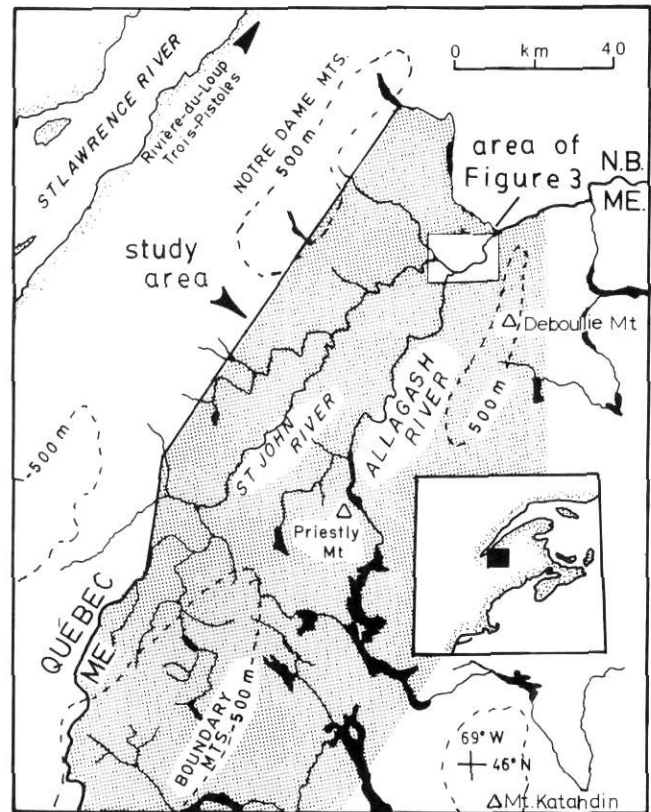 ST LAWRENCE RIVER
Rivière-du-Loup
Trois-Pistoles
NOTRE DAME MTS.
500 m
0 km 40
area of
Figure 3
N.B.
ME.
study
area
Deboulie Mt
500 m
ALLAGASH
RIVER
ST JOHN
RIVER
-500 m
Priestly
Mt
QUÉBEC
ME.
BOUNDARY
MTS-500 m
69° W
46° N
Mt. Katahdin